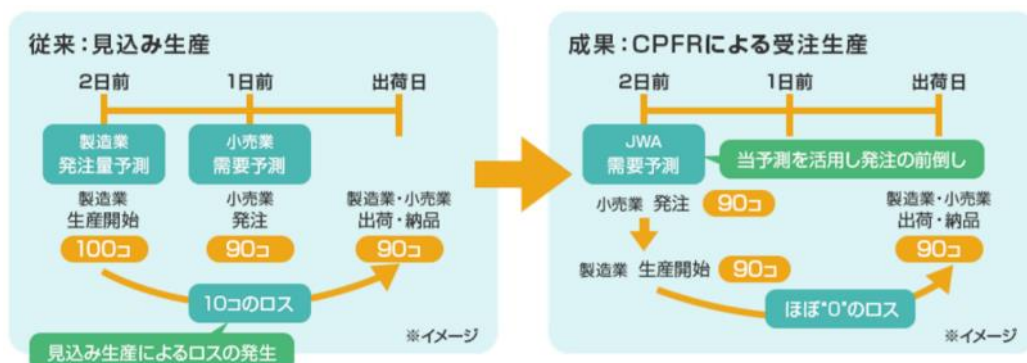 従来:見込み生産
2日前
1日前
出荷日
製造業
発注量予測
小売業
需要予測
製造業
生産開始
100コ
小売業
発注
90コ
製造業・小売業
出荷・納品
90コ
10コのロス
見込み生産によるロスの発生
※イメージ
成果:CPFRによる受注生産
2日前
1日前
出荷日
JWA
需要予測
当予測を活用し発注の前倒し
小売業 発注 90コ
製造業 生産開始 90コ
製造業・小売業
出荷・納品
90コ
ほぼ"0"のロス
※イメージ